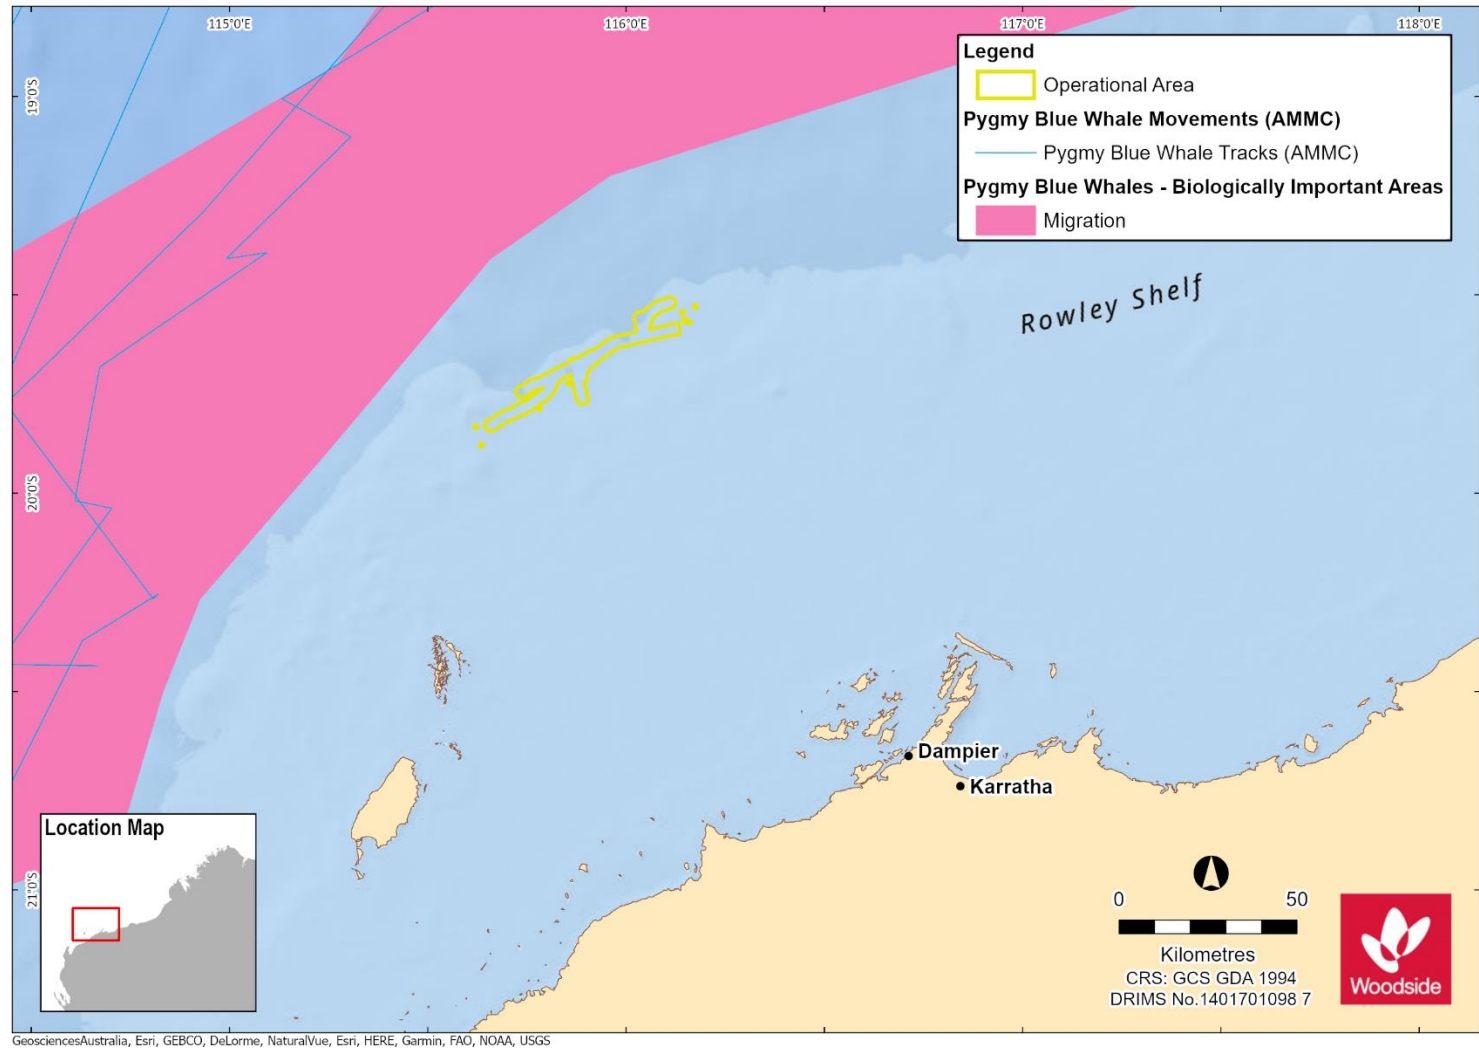 115°0'E
116°0'E
117°0'E
118°0'E
19°0'S
20°0'S
21°0'S
Legend
Operational Area
Pygmy Blue Whale Movements (AMMC)
Pygmy Blue Whale Tracks (AMMC)
Pygmy Blue Whales - Biologically Important Areas
Migration
Rowley Shelf
Dampier
Karratha
Location Map
0 50
Kilometres
CRS: GCS GDA 1994
DRIMS No.1401701098 7
Woodside
GeosciencesAustralia, Esri, GEBCO, DeLorme, NaturalVue, Esri, HERE, Garmin, FAO, NOAA, USGS